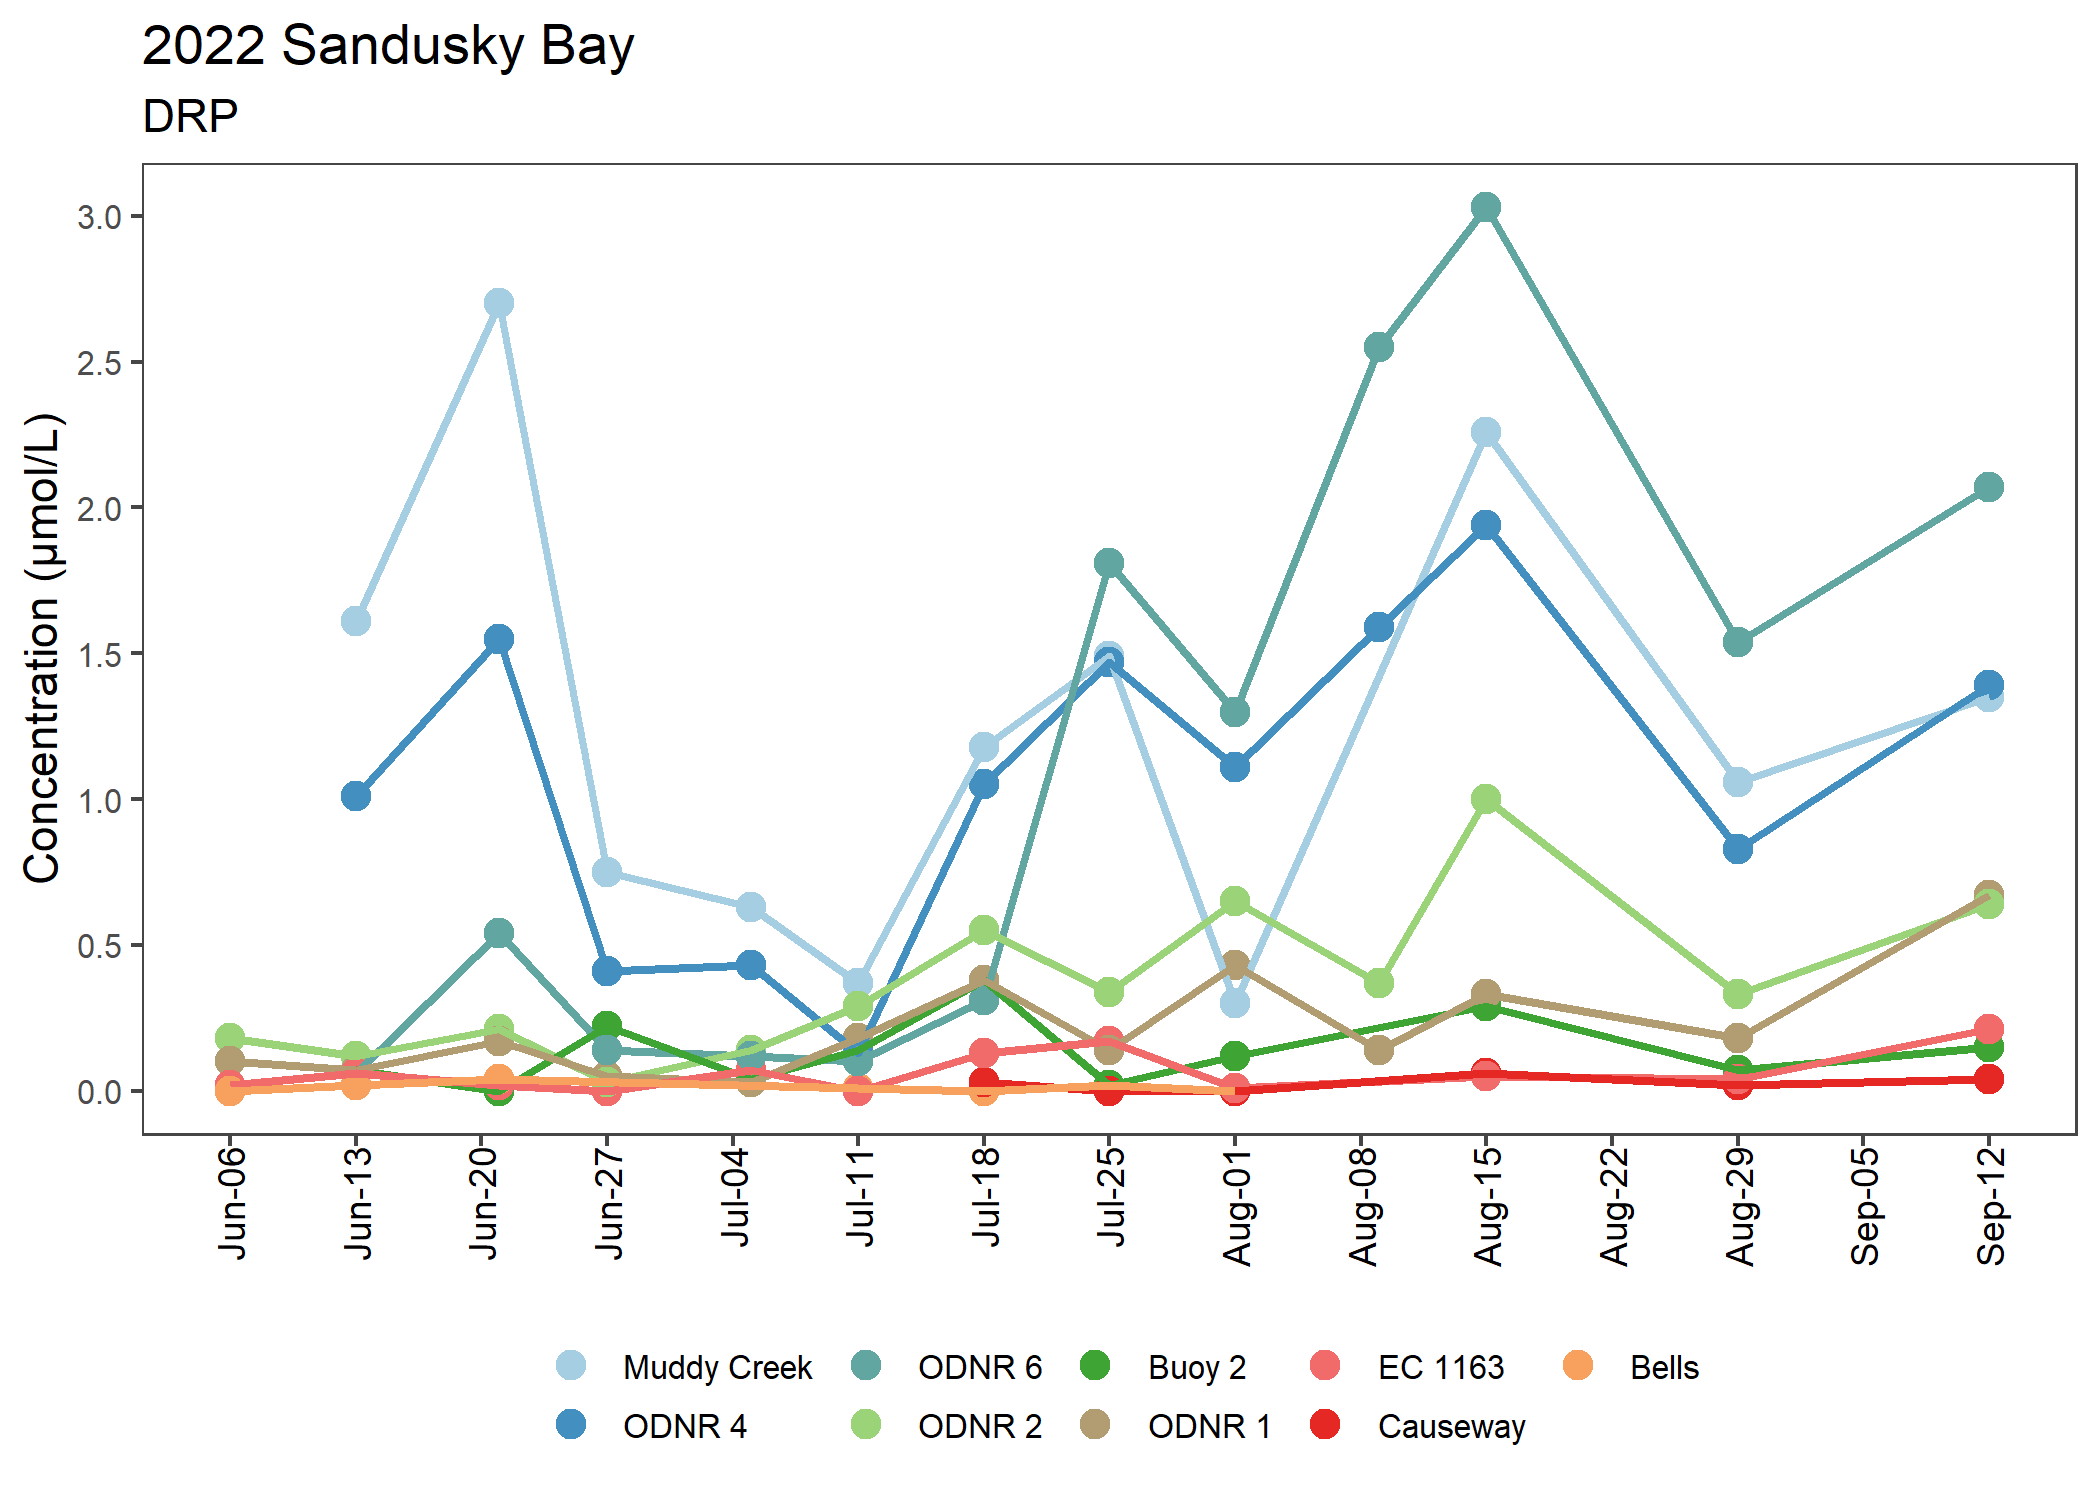 2022 Sandusky Bay
DRP
Concentration (µmol/L)
3.0
2.5
2.0
1.5
1.0
0.5
0.0
Jun-06
Jun-13
Jun-20
Jun-27
Jul-04
Jul-11
Jul-18
Jul-25
Aug-01
Aug-08
Aug-15
Aug-22
Aug-29
Sep-05
Sep-12
Muddy Creek ODNR 6 Buoy 2 EC 1163 Bells
ODNR 4 ODNR 2 ODNR 1 Causeway